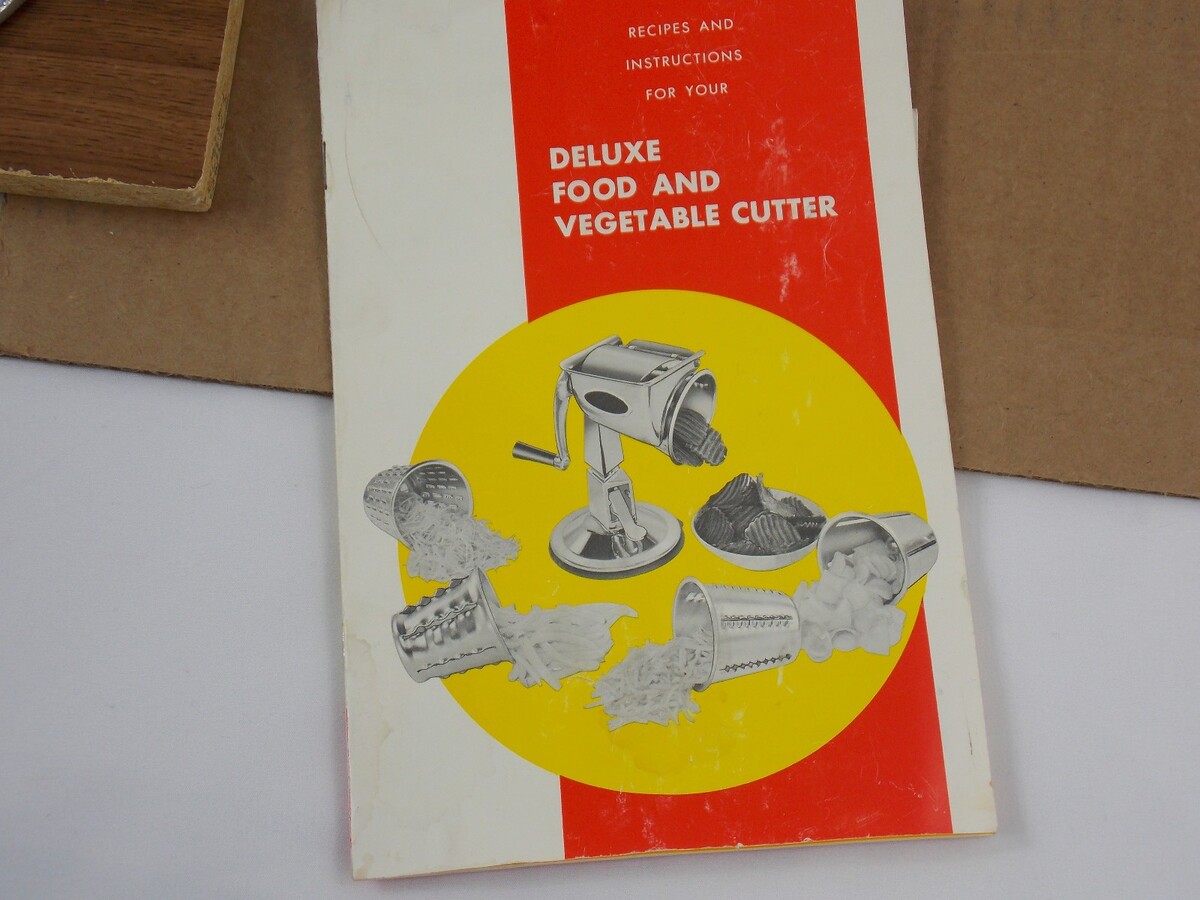 RECIPES AND
INSTRUCTIONS
FOR YOUR
DELUXE
FOOD AND
VEGETABLE CUTTER